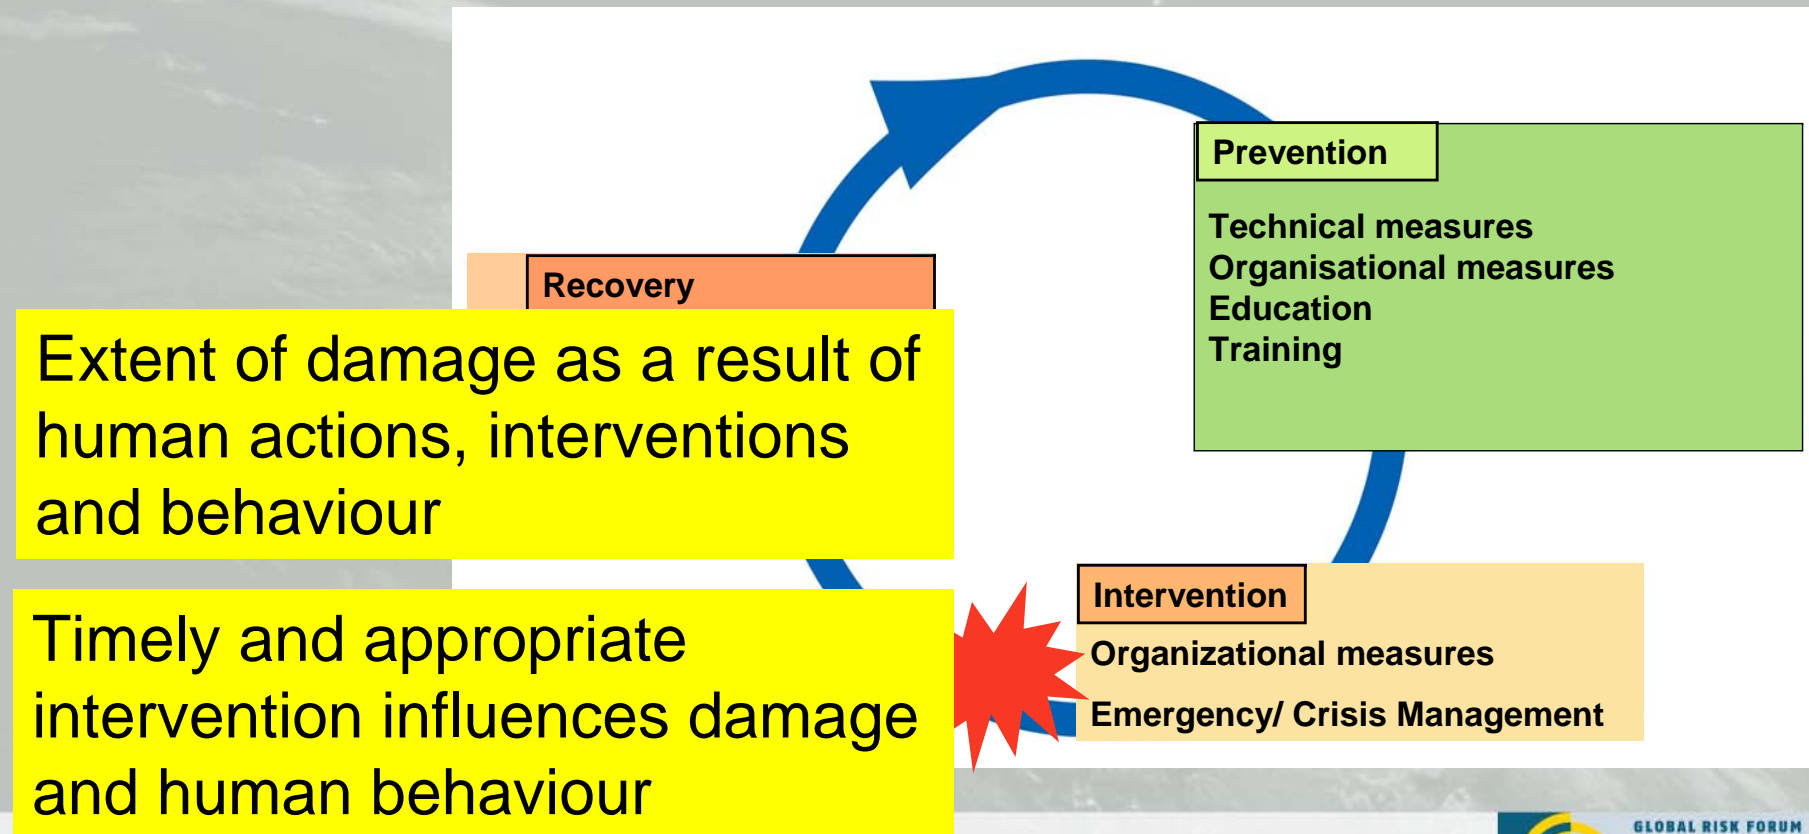 Prevention
Technical measures
Organisational measures
Education
Training
Recovery
Extent of damage as a result of
human actions, interventions
and behaviour
Intervention
Organizational measures
Emergency/ Crisis Management
Timely and appropriate
intervention influences damage
and human behaviour
GLOBAL RISK FORUM